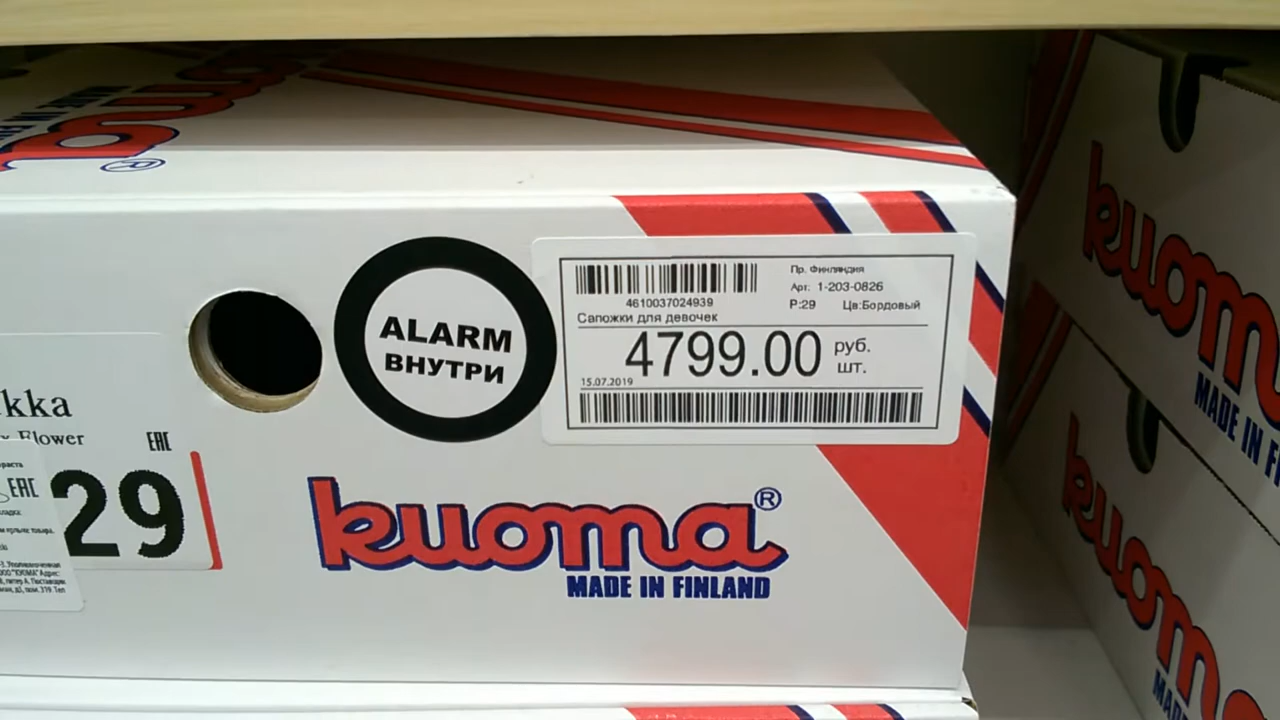 MADE IN
ALARM
ВНУТРИ
4610037024939
Пр. Финляндия
Арт: 1-203-0826
Р:29 Цв:Бордовый
Сапожки для девочек
4799.00 руб.
шт.
15.07.2019
kka
Flower
EAC
EAC
29
kuoma®
MADE IN FINLAND
kuoma
MADE IN
kuoma